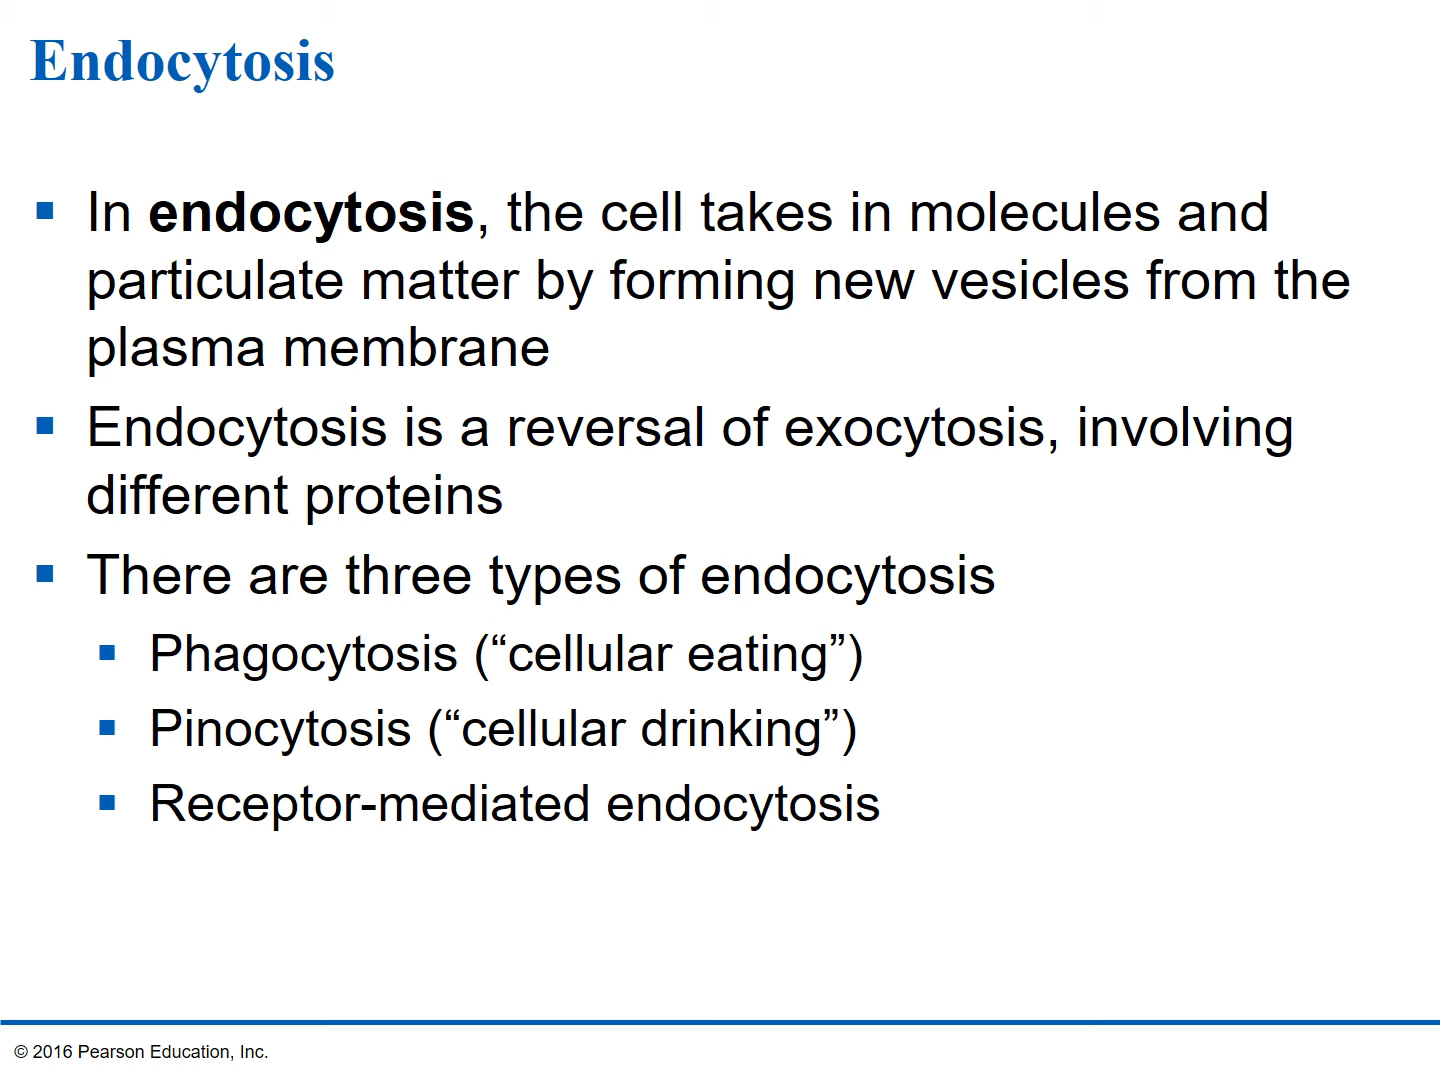 Endocytosis
In endocytosis, the cell takes in molecules and
particulate matter by forming new vesicles from the
plasma membrane
Endocytosis is a reversal of exocytosis, involving
different proteins
There are three types of endocytosis
Phagocytosis (“cellular eating”)
Pinocytosis (“cellular drinking”)
Receptor-mediated endocytosis
© 2016 Pearson Education, Inc.